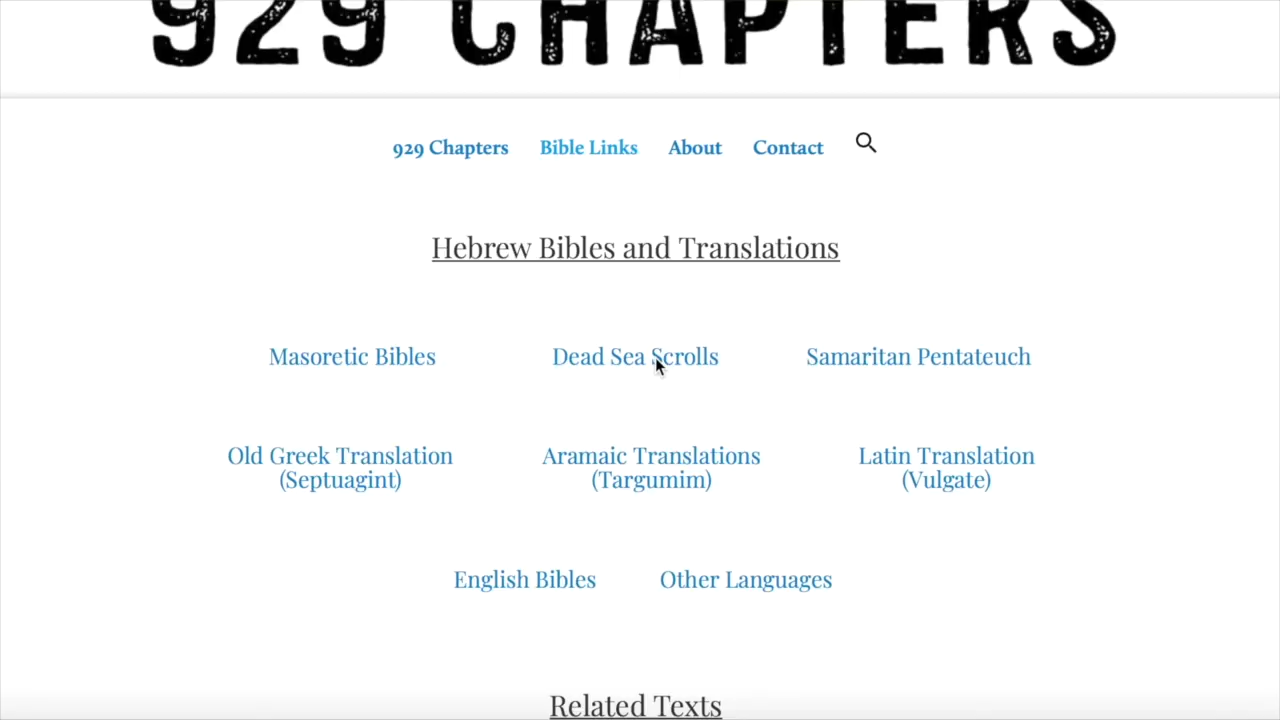 929 CHAPTERS
929 Chapters Bible Links About Contact
Hebrew Bibles and Translations
Masoretic Bibles Dead Sea Scrolls Samaritan Pentateuch
Old Greek Translation Aramaic Translations Latin Translation
(Septuagint) (Targumim) (Vulgate)
English Bibles Other Languages
Related Texts